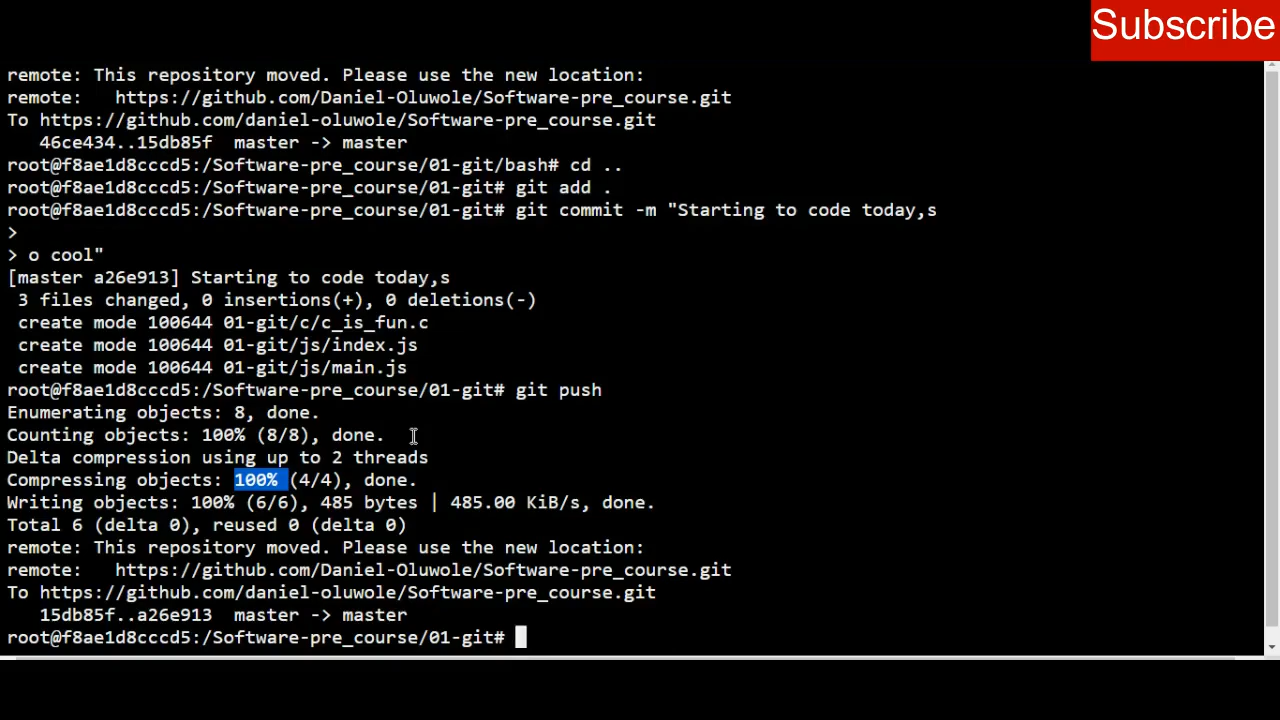 Subscribe
remote: This repository moved. Please use the new location:
remote:   https://github.com/Daniel-Oluwole/Software-pre_course.git
To https://github.com/daniel-oluwole/Software-pre_course.git
   46ce434..15db85f  master -> master
root@f8ae1d8cccd5:/Software-pre_course/01-git/bash# cd ..
root@f8ae1d8cccd5:/Software-pre_course/01-git# git add .
root@f8ae1d8cccd5:/Software-pre_course/01-git# git commit -m "Starting to code today,s
>
> o cool"
[master a26e913] Starting to code today,s
 3 files changed, 0 insertions(+), 0 deletions(-)
 create mode 100644 01-git/c/c_is_fun.c
 create mode 100644 01-git/js/index.js
 create mode 100644 01-git/js/main.js
root@f8ae1d8cccd5:/Software-pre_course/01-git# git push
Enumerating objects: 8, done.
Counting objects: 100% (8/8), done.
Delta compression using up to 2 threads
Compressing objects: 100% (4/4), done.
Writing objects: 100% (6/6), 485 bytes | 485.00 KiB/s, done.
Total 6 (delta 0), reused 0 (delta 0)
remote: This repository moved. Please use the new location:
remote:   https://github.com/Daniel-Oluwole/Software-pre_course.git
To https://github.com/daniel-oluwole/Software-pre_course.git
   15db85f..a26e913  master -> master
root@f8ae1d8cccd5:/Software-pre_course/01-git#